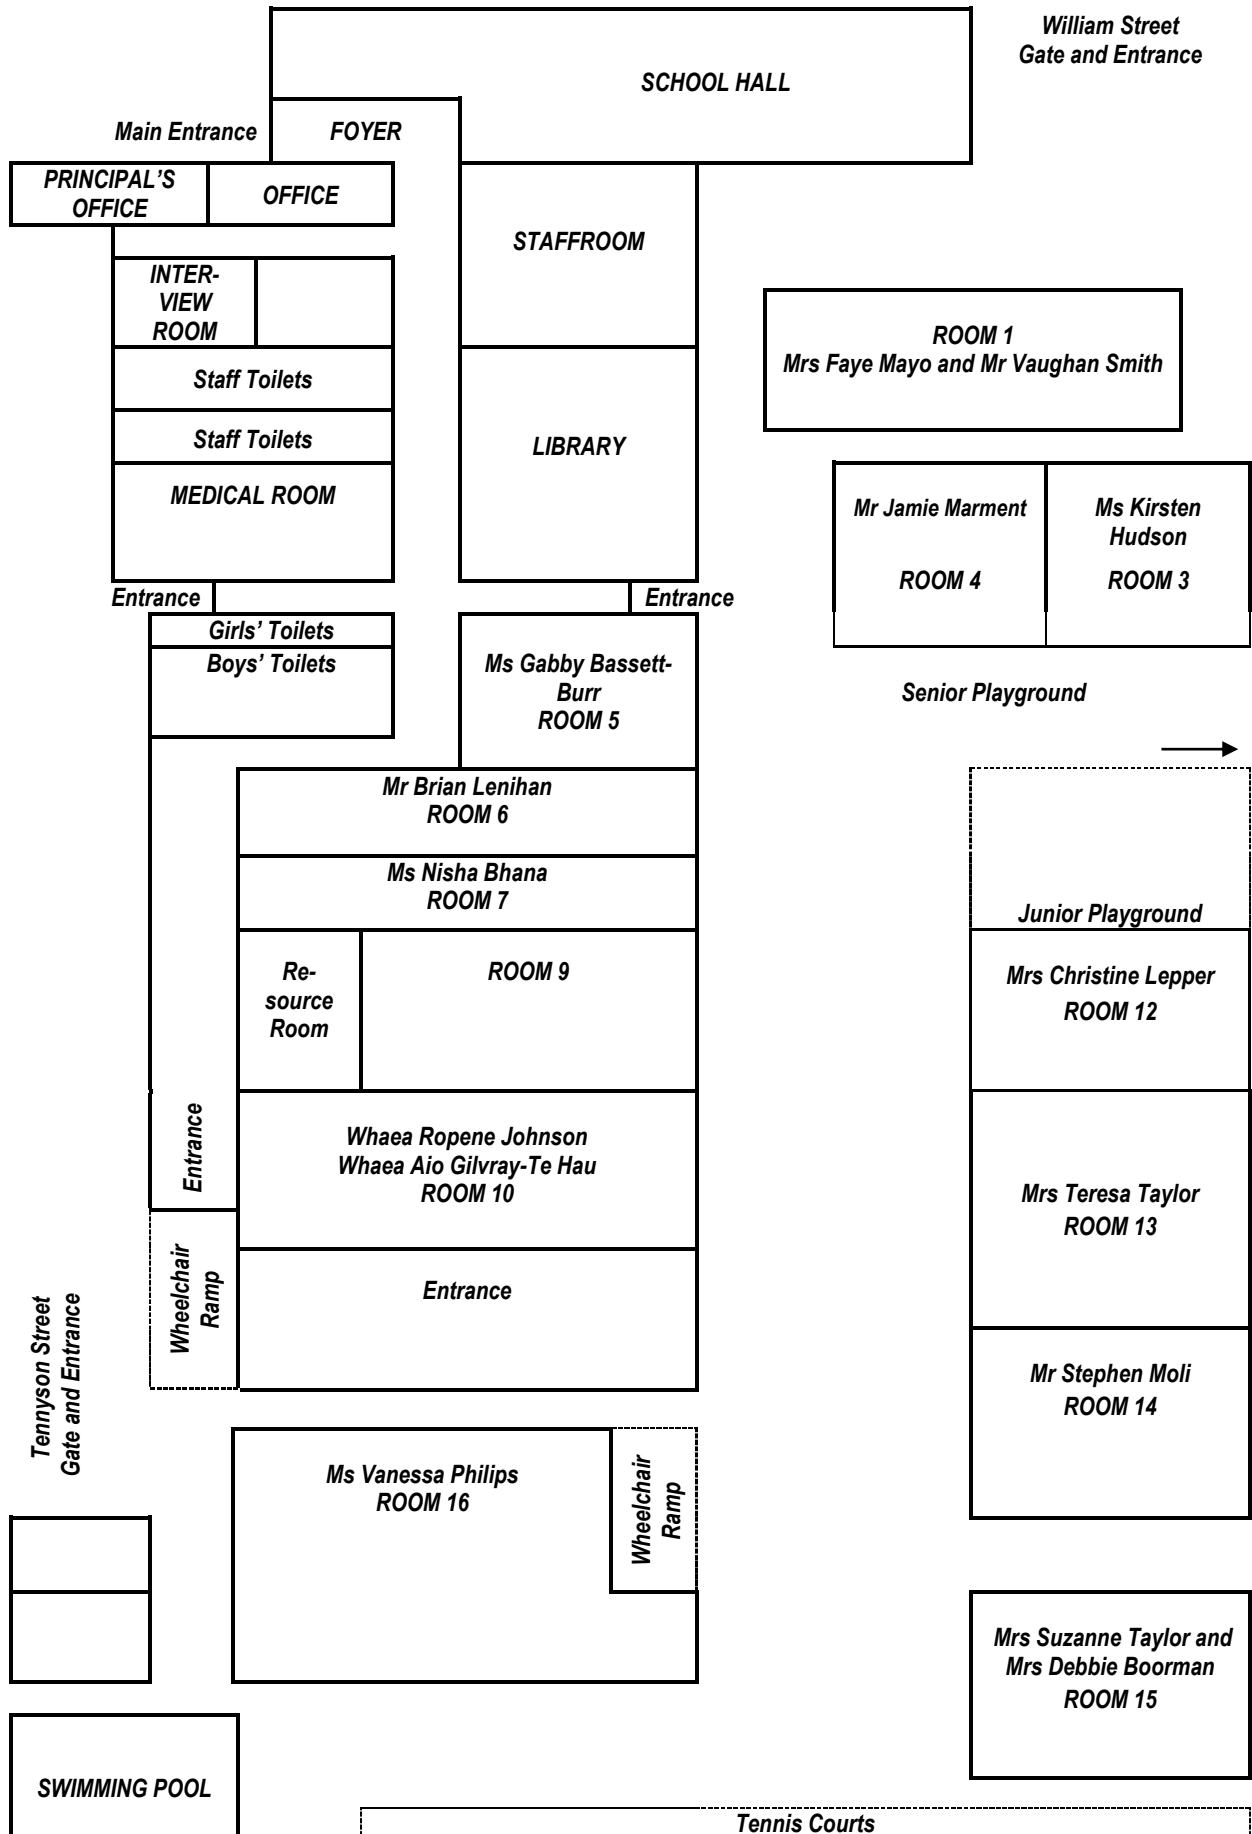 William Street
Gate and Entrance
SCHOOL HALL
Main Entrance
FOYER
PRINCIPAL'S
OFFICE
OFFICE
STAFFROOM
INTER-
VIEW
ROOM
ROOM 1
Mrs Faye Mayo and Mr Vaughan Smith
Staff Toilets
Staff Toilets
LIBRARY
MEDICAL ROOM
Mr Jamie Marment
ROOM 4
Ms Kirsten
Hudson
ROOM 3
Entrance
Entrance
Girls' Toilets
Boys' Toilets
Ms Gabby Bassett-
Burr
ROOM 5
Senior Playground
Mr Brian Lenihan
ROOM 6
Ms Nisha Bhana
ROOM 7
Junior Playground
Re-
source
Room
ROOM 9
Mrs Christine Lepper
ROOM 12
Entrance
Whaea Ropene Johnson
Whaea Aio Gilvray-Te Hau
ROOM 10
Mrs Teresa Taylor
ROOM 13
Wheelchair
Ramp
Entrance
Tennyson Street
Gate and Entrance
Mr Stephen Moli
ROOM 14
Ms Vanessa Philips
ROOM 16
Wheelchair
Ramp
Mrs Suzanne Taylor and
Mrs Debbie Boorman
ROOM 15
SWIMMING POOL
Tennis Courts